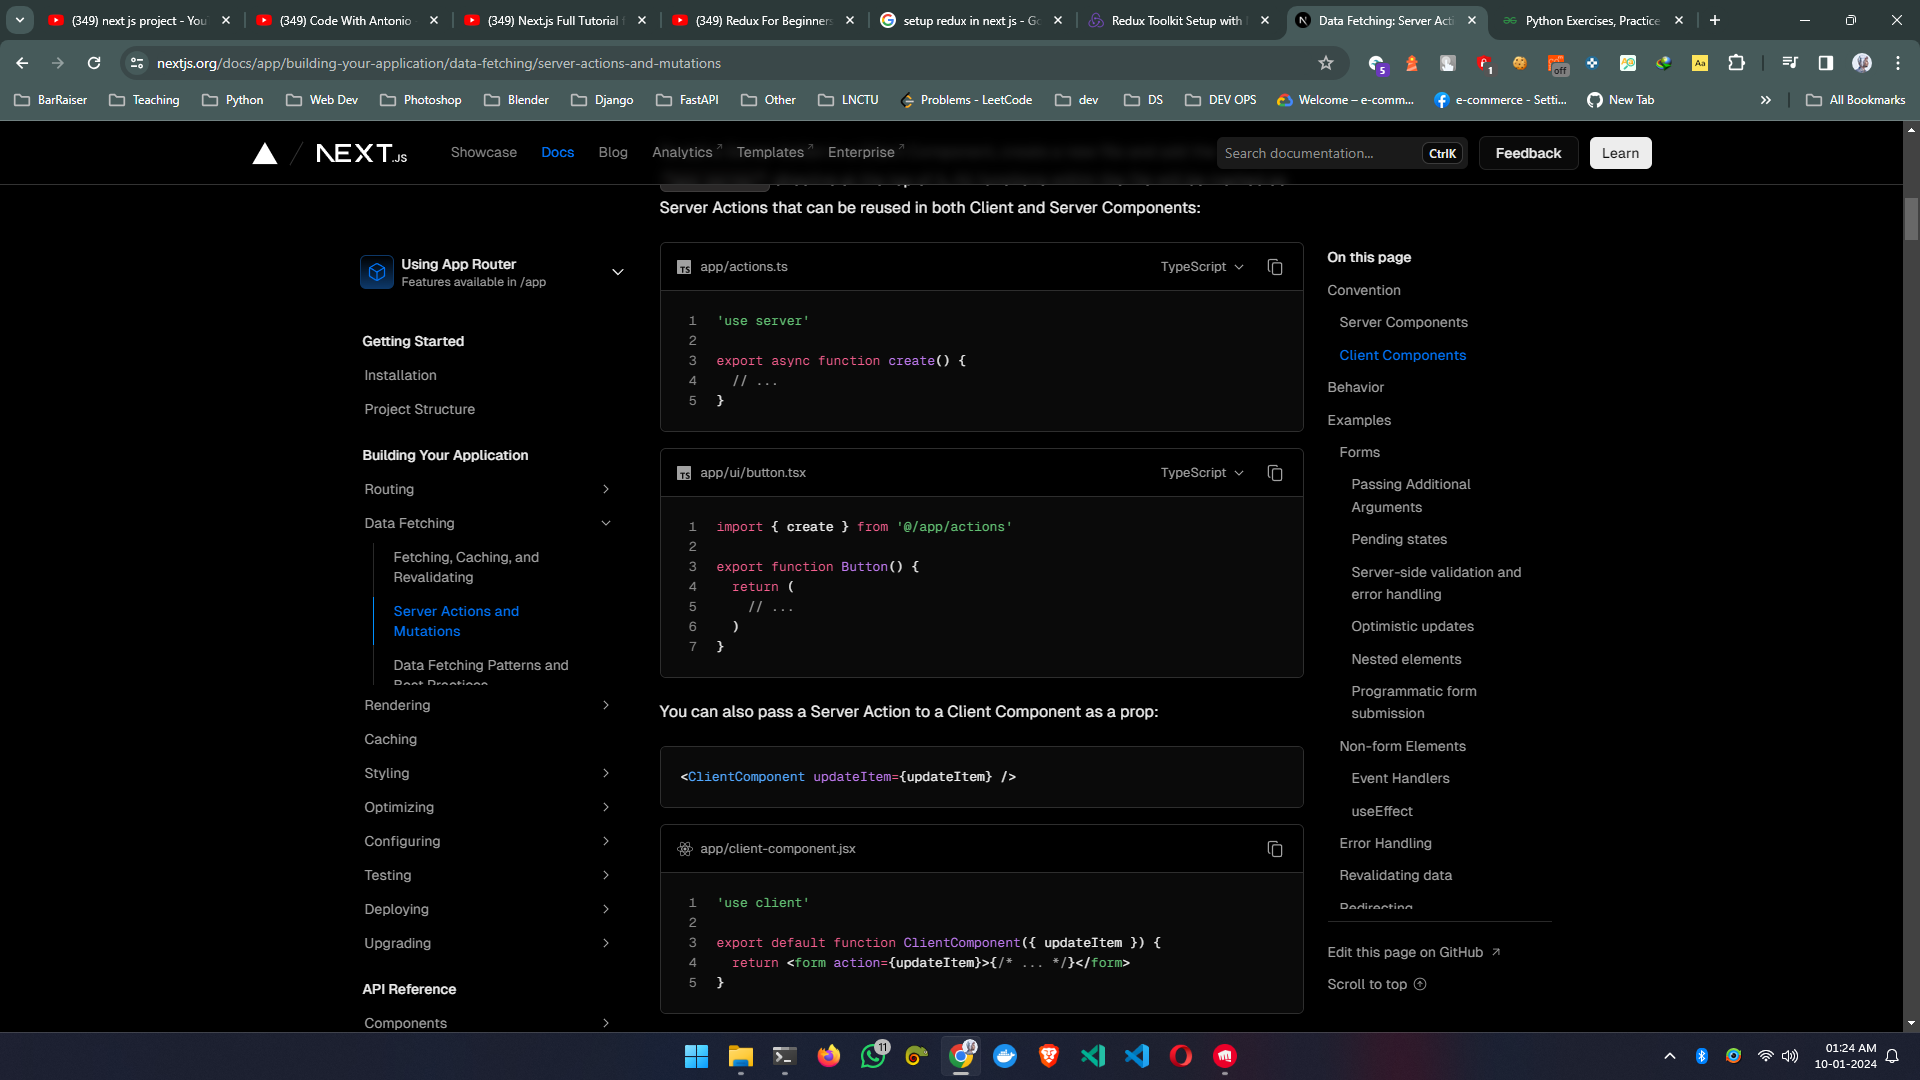 (349) next js project - You
(349) Code With Antonio -
(349) Next.js Full Tutorial f
(349) Redux For Beginners
setup redux in next js - Go
Redux Toolkit Setup with
Data Fetching: Server Acti
Python Exercises, Practice
nextjs.org/docs/app/building-your-application/data-fetching/server-actions-and-mutations
5
1
off
Aa
BarRaiser
Teaching
Python
Web Dev
Photoshop
Blender
Django
FastAPI
Other
LNCTU
Problems - LeetCode
dev
DS
DEV OPS
Welcome – e-comm...
e-commerce - Setti...
New Tab
All Bookmarks
NEXT.JS
Showcase
Docs
Blog
Analytics
Templates
Enterprise
Search documentation...
CtrlK
Feedback
Learn
Using App Router
Features available in /app
Getting Started
Installation
Project Structure
Building Your Application
Routing
Data Fetching
Fetching, Caching, and
Revalidating
Server Actions and
Mutations
Data Fetching Patterns and
Best Practices
Rendering
Caching
Styling
Optimizing
Configuring
Testing
Deploying
Upgrading
API Reference
Components
Server Actions that can be reused in both Client and Server Components:
TS app/actions.ts
TypeScript
1 'use server'
2
3 export async function create() {
4 // ...
5 }
TS app/ui/button.tsx
TypeScript
1 import { create } from '@/app/actions'
2
3 export function Button() {
4 return (
5 // ...
6 )
7 }
You can also pass a Server Action to a Client Component as a prop:
<ClientComponent updateItem={updateItem} />
app/client-component.jsx
1 'use client'
2
3 export default function ClientComponent({ updateItem }) {
4 return <form action={updateItem}>{/* ... */}</form>
5 }
On this page
Convention
Server Components
Client Components
Behavior
Examples
Forms
Passing Additional
Arguments
Pending states
Server-side validation and
error handling
Optimistic updates
Nested elements
Programmatic form
submission
Non-form Elements
Event Handlers
useEffect
Error Handling
Revalidating data
Redirecting
Edit this page on GitHub
Scroll to top
11
01:24 AM
10-01-2024